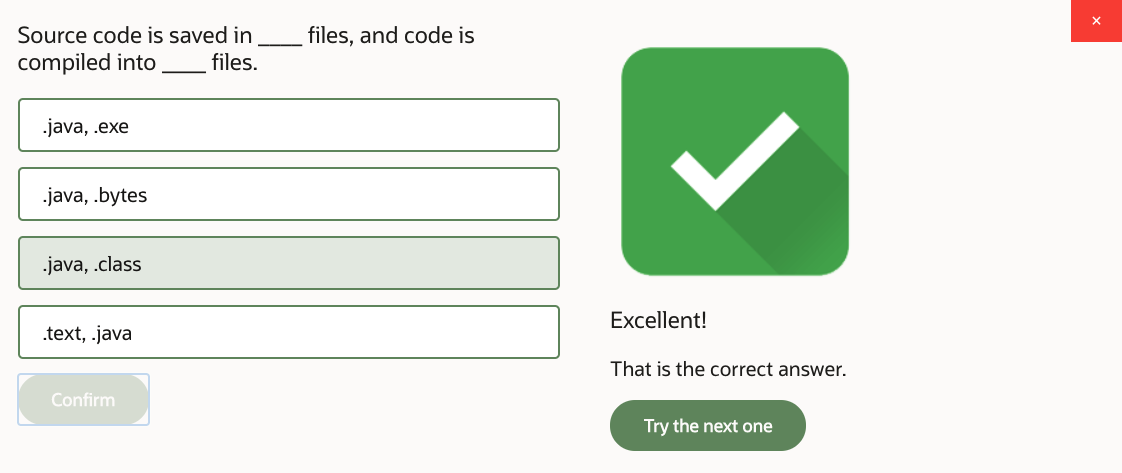 Source code is saved in ____ files, and code is
compiled into ____ files.
.java, .exe
.java, .bytes
.java, .class
.text, .java
Confirm
×
Excellent!
That is the correct answer.
Try the next one